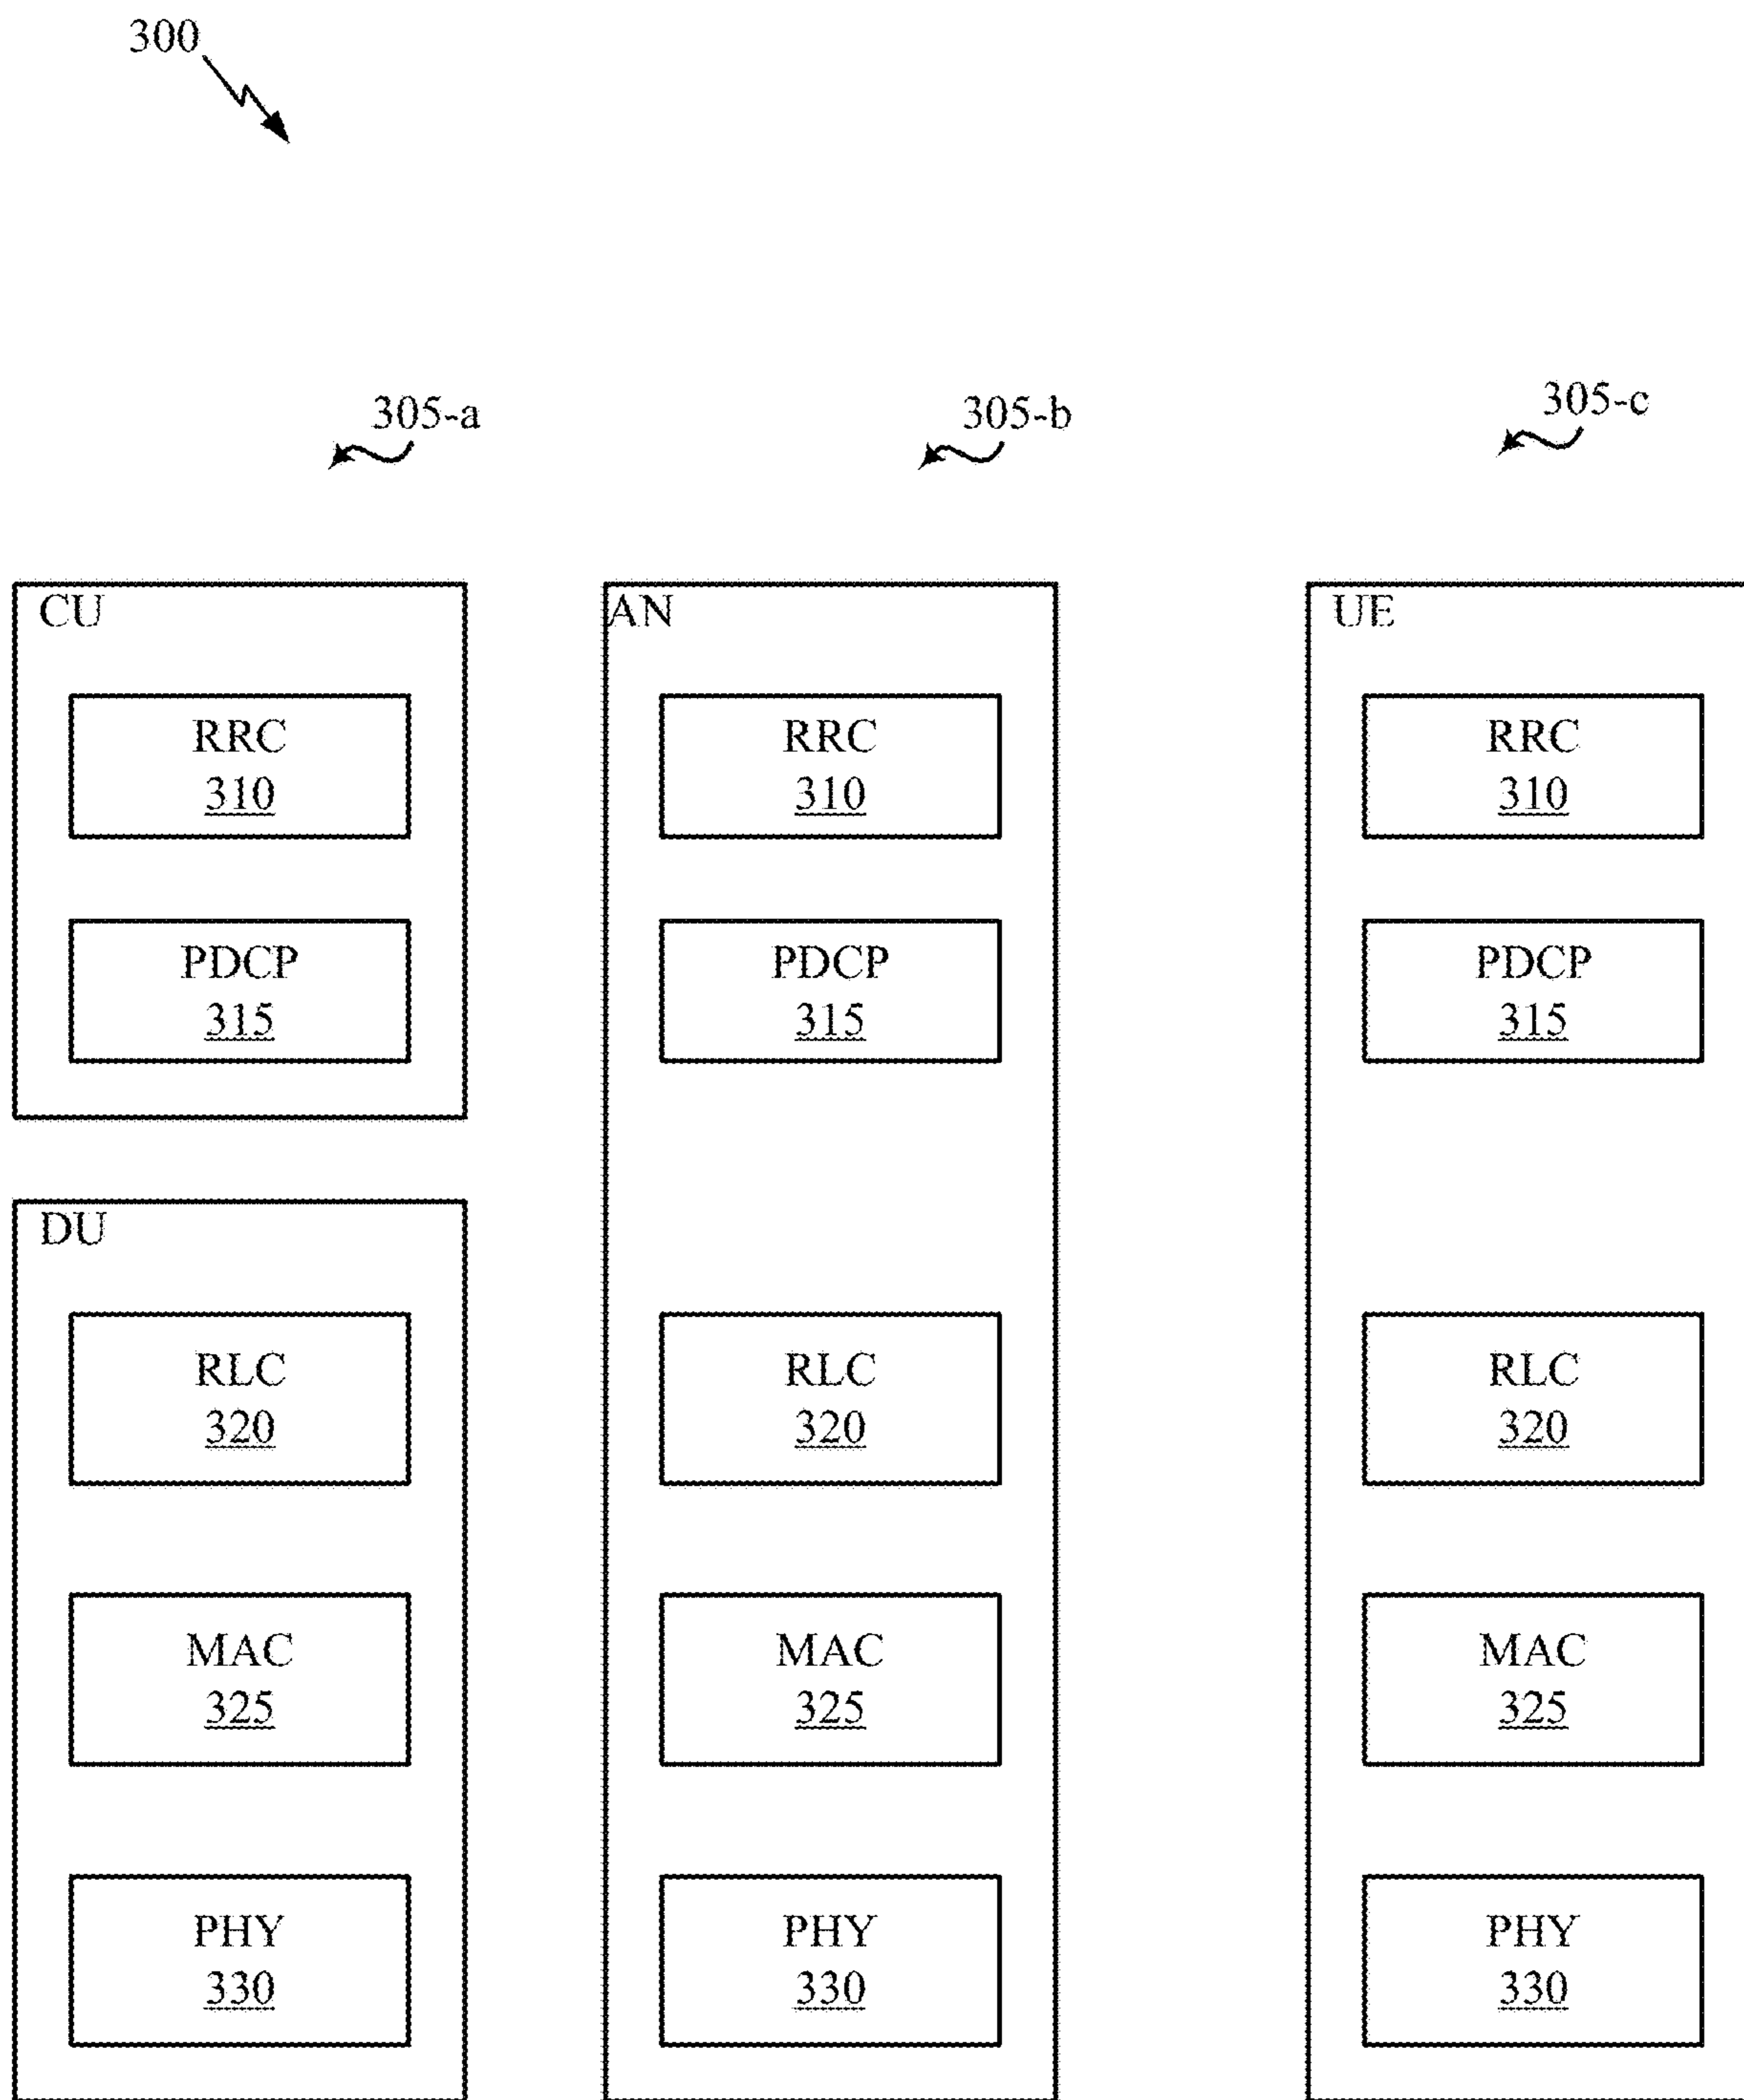 300
305-a
305-b
305-c
CU
RRC
310
PDCP
315
DU
RLC
320
MAC
325
PHY
330
AN
RRC
310
PDCP
315
RLC
320
MAC
325
PHY
330
UE
RRC
310
PDCP
315
RLC
320
MAC
325
PHY
330